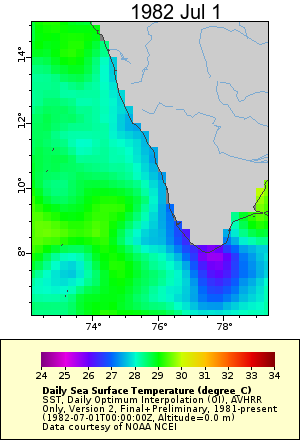 1982 Jul 1
14°
12°
10°
8°
74° 76° 78°
24 25 26 27 28 29 30 31 32 33 34
Daily Sea Surface Temperature (degree_C)
SST, Daily Optimum Interpolation (OI), AVHRR
Only, Version 2, Final+Preliminary, 1981-present
(1982-07-01T00:00:00Z, Altitude=0.0 m)
Data courtesy of NOAA NCEI